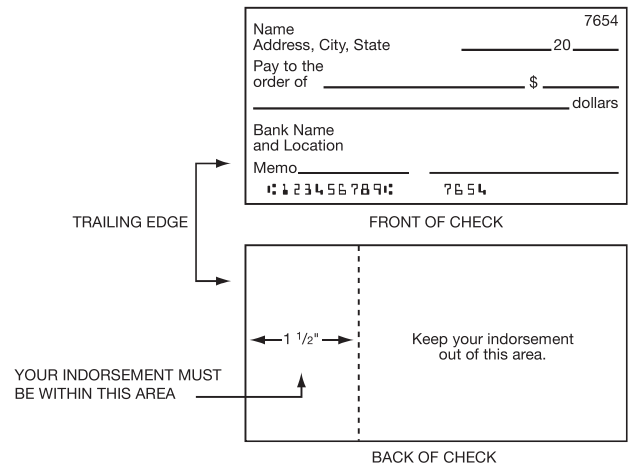 7654
Name
Address, City, State 20
Pay to the
order of $
dollars
Bank Name
and Location
Memo
⑆123456789⑆ 7654
TRAILING EDGE
FRONT OF CHECK
1 1/2"
Keep your indorsement
out of this area.
YOUR INDORSEMENT MUST
BE WITHIN THIS AREA
BACK OF CHECK